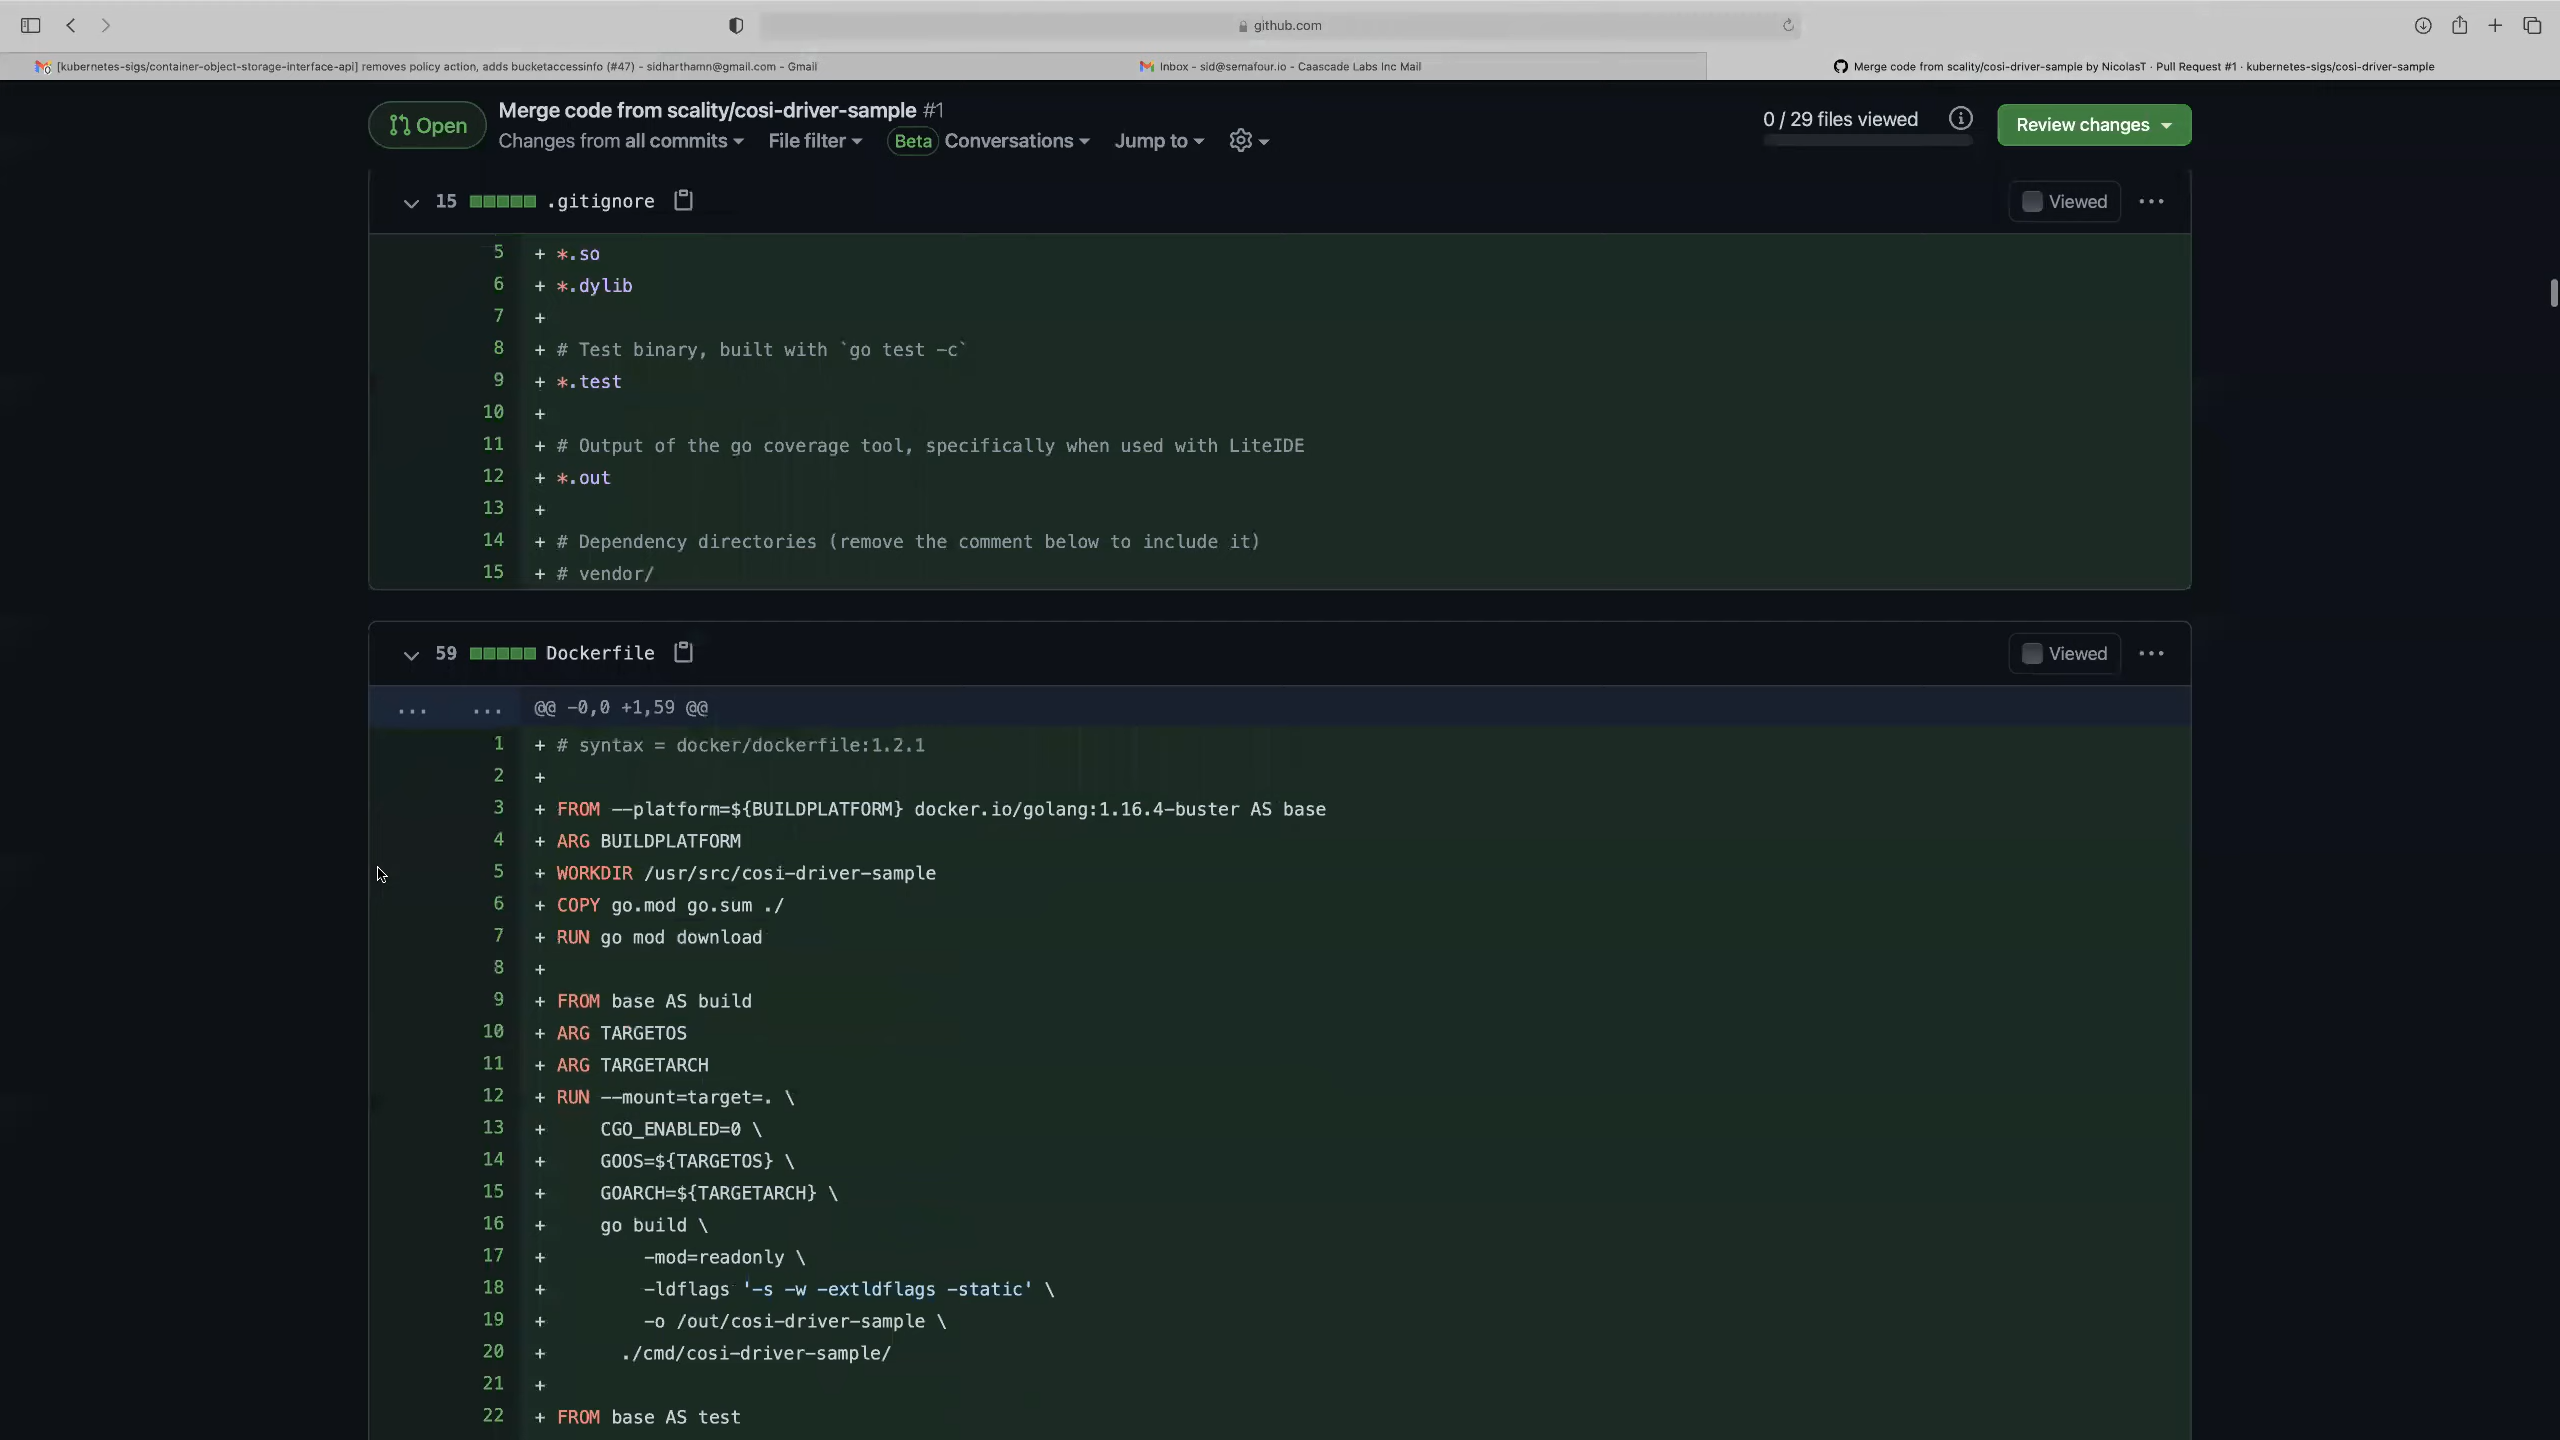 github.com
[kubernetes-sigs/container-object-storage-interface-api] removes policy action, adds bucketaccessinfo (#47) - sidharthamn@gmail.com - Gmail
Inbox - sid@semafour.io - Caascade Labs Inc Mail
Merge code from scality/cosi-driver-sample by NicolasT · Pull Request #1 · kubernetes-sigs/cosi-driver-sample
Open
Merge code from scality/cosi-driver-sample #1
Changes from all commits
File filter
Beta
Conversations
Jump to
0 / 29 files viewed
Review changes
15 .gitignore
Viewed
5 + *.so
6 + *.dylib
7 +
8 + # Test binary, built with `go test -c`
9 + *.test
10 +
11 + # Output of the go coverage tool, specifically when used with LiteIDE
12 + *.out
13 +
14 + # Dependency directories (remove the comment below to include it)
15 + # vendor/
59 Dockerfile
Viewed
... ... @@ -0,0 +1,59 @@
1 + # syntax = docker/dockerfile:1.2.1
2 +
3 + FROM --platform=${BUILDPLATFORM} docker.io/golang:1.16.4-buster AS base
4 + ARG BUILDPLATFORM
5 + WORKDIR /usr/src/cosi-driver-sample
6 + COPY go.mod go.sum ./
7 + RUN go mod download
8 +
9 + FROM base AS build
10 + ARG TARGETOS
11 + ARG TARGETARCH
12 + RUN --mount=target=. \
13 + CGO_ENABLED=0 \
14 + GOOS=${TARGETOS} \
15 + GOARCH=${TARGETARCH} \
16 + go build \
17 + -mod=readonly \
18 + -ldflags '-s -w -extldflags -static' \
19 + -o /out/cosi-driver-sample \
20 + ./cmd/cosi-driver-sample/
21 +
22 + FROM base AS test